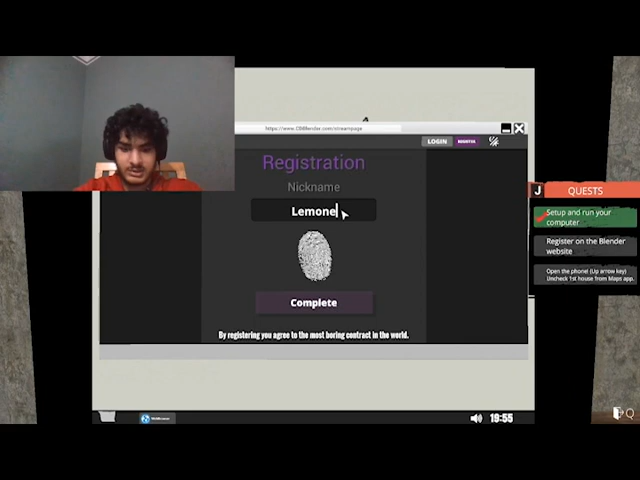 https://www.C00Blender.com/streampage
LOGIN
REGISTER
Registration
Nickname
Lemone
Complete
By registering you agree to the most boring contract in the world.
J QUESTS
Setup and run your
computer
Register on the Blender
website
Open the phone! (Up arrow key)
Uncheck 1st house from Maps app.
19:55
Q